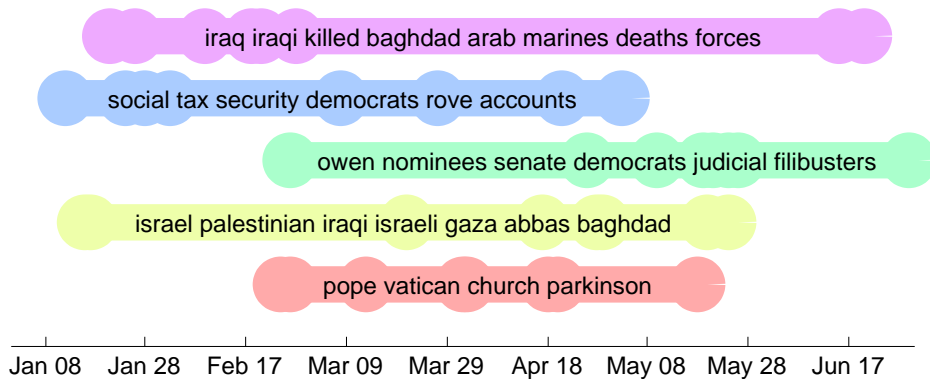 iraq iraqi killed baghdad arab marines deaths forces
social tax security democrats rove accounts
owen nominees senate democrats judicial filibusters
israel palestinian iraqi israeli gaza abbas baghdad
pope vatican church parkinson
Jan 08 Jan 28 Feb 17 Mar 09 Mar 29 Apr 18 May 08 May 28 Jun 17